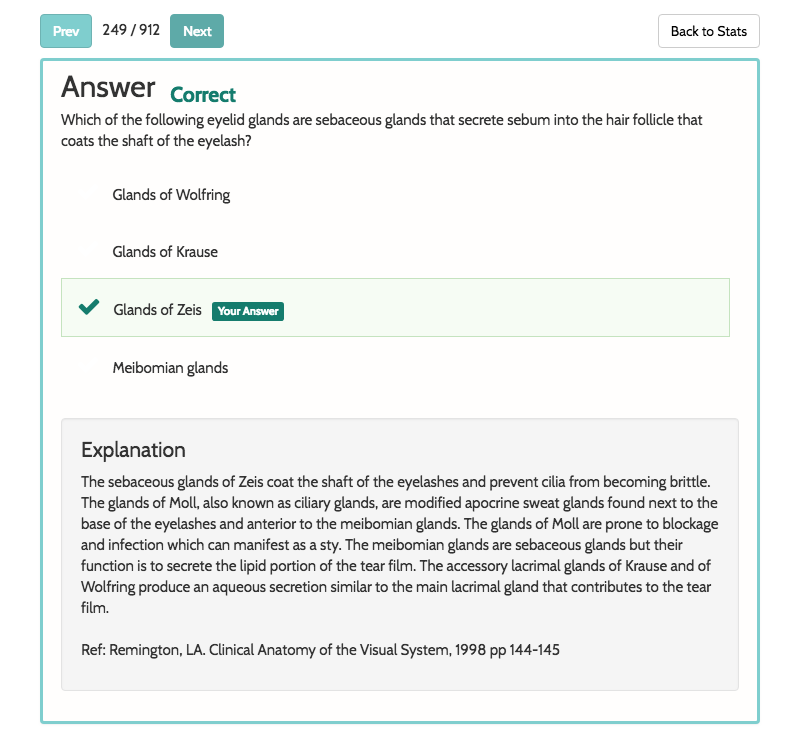 Prev 249 / 912 Next Back to Stats
Answer Correct
Which of the following eyelid glands are sebaceous glands that secrete sebum into the hair follicle that
coats the shaft of the eyelash?
Glands of Wolfring
Glands of Krause
Glands of Zeis Your Answer
Meibomian glands
Explanation
The sebaceous glands of Zeis coat the shaft of the eyelashes and prevent cilia from becoming brittle.
The glands of Moll, also known as ciliary glands, are modified apocrine sweat glands found next to the
base of the eyelashes and anterior to the meibomian glands. The glands of Moll are prone to blockage
and infection which can manifest as a sty. The meibomian glands are sebaceous glands but their
function is to secrete the lipid portion of the tear film. The accessory lacrimal glands of Krause and of
Wolfring produce an aqueous secretion similar to the main lacrimal gland that contributes to the tear
film.
Ref: Remington, LA. Clinical Anatomy of the Visual System, 1998 pp 144-145